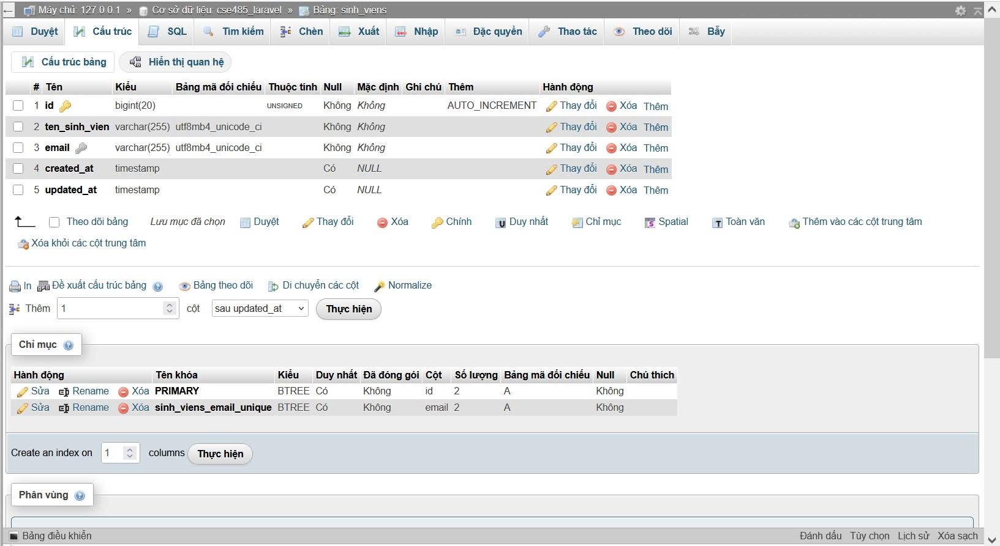 Máy chủ: 127.0.0.1 » Cơ sở dữ liệu: cse485_laravel » Bảng: sinh_viens
Duyệt Cấu trúc SQL Tìm kiếm Chèn Xuất Nhập Đặc quyền Thao tác Theo dõi Bẫy
Cấu trúc bảng Hiển thị quan hệ
# Tên Kiểu Bảng mã đối chiếu Thuộc tính Null Mặc định Ghi chú Thêm Hành động
1 id bigint(20) UNSIGNED Không Không AUTO_INCREMENT Thay đổi Xóa Thêm
2 ten_sinh_vien varchar(255) utf8mb4_unicode_ci Không Không Thay đổi Xóa Thêm
3 email varchar(255) utf8mb4_unicode_ci Không Không Thay đổi Xóa Thêm
4 created_at timestamp Có NULL Thay đổi Xóa Thêm
5 updated_at timestamp Có NULL Thay đổi Xóa Thêm
Theo dõi bảng Lưu mục đã chọn Duyệt Thay đổi Xóa Chính Duy nhất Chỉ mục Spatial Toàn văn Thêm vào các cột trung tâm
Xóa khỏi các cột trung tâm
In Đề xuất cấu trúc bảng Bảng theo dõi Di chuyển các cột Normalize
Thêm 1 cột sau updated_at Thực hiện
Chỉ mục
Hành động Tên khóa Kiểu Duy nhất Đã đóng gói Cột Số lượng Bảng mã đối chiếu Null Chú thích
Sửa Rename Xóa PRIMARY BTREE Có Không id 2 A Không
Sửa Rename Xóa sinh_viens_email_unique BTREE Có Không email 2 A Không
Create an index on 1 columns Thực hiện
Phân vùng
Bảng điều khiển Đánh dấu Tùy chọn Lịch sử Xóa sạch